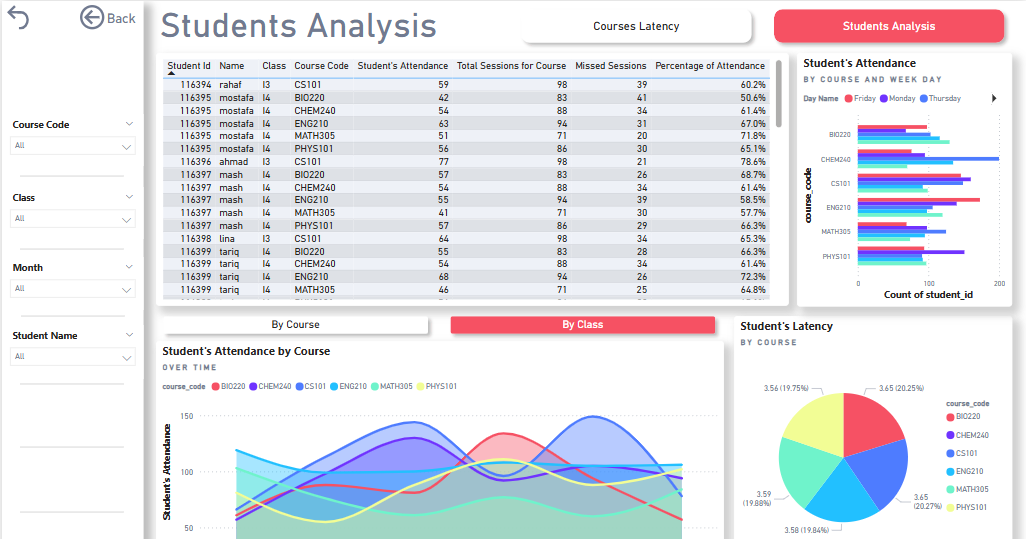 Back
Students Analysis
Courses Latency
Students Analysis
Course Code
All
Class
All
Month
All
Student Name
All
Student Id Name Class Course Code Student's Attendance Total Sessions for Course Missed Sessions Percentage of Attendance
116394 rahaf I3 CS101 59 98 39 60.2%
116395 mostafa I4 BIO220 42 83 41 50.6%
116395 mostafa I4 CHEM240 54 88 34 61.4%
116395 mostafa I4 ENG210 63 94 31 67.0%
116395 mostafa I4 MATH305 51 71 20 71.8%
116395 mostafa I4 PHYS101 56 86 30 65.1%
116396 ahmad I3 CS101 77 98 21 78.6%
116397 mash I4 BIO220 57 83 26 68.7%
116397 mash I4 CHEM240 54 88 34 61.4%
116397 mash I4 ENG210 55 94 39 58.5%
116397 mash I4 MATH305 41 71 30 57.7%
116397 mash I4 PHYS101 57 86 29 66.3%
116398 lina I3 CS101 64 98 34 65.3%
116399 tariq I4 BIO220 55 83 28 66.3%
116399 tariq I4 CHEM240 54 88 34 61.4%
116399 tariq I4 ENG210 68 94 26 72.3%
116399 tariq I4 MATH305 46 71 25 64.8%
Student's Attendance
BY COURSE AND WEEK DAY
Day Name Friday Monday Thursday
course_code
BIO220
CHEM240
CS101
ENG210
MATH305
PHYS101
0 100 200
Count of student_id
By Course
By Class
Student's Attendance by Course
OVER TIME
course_code BIO220 CHEM240 CS101 ENG210 MATH305 PHYS101
Student's Attendance
150
100
50
Student's Latency
BY COURSE
3.56 (19.75%)
3.65 (20.25%)
3.65
(20.27%)
3.58 (19.84%)
3.59
(19.88%)
course_code
BIO220
CHEM240
CS101
ENG210
MATH305
PHYS101